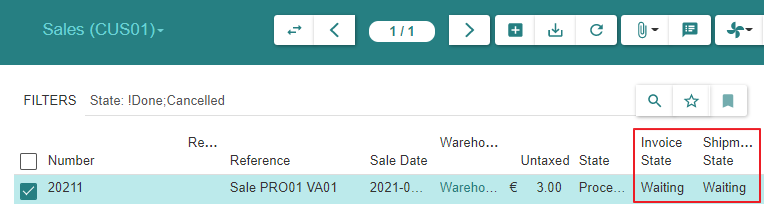 Sales (CUS01)
1 / 1
FILTERS State: !Done;Cancelled
Re... Wareho... Invoice Shipm...
Number Reference Sale Date Untaxed State State State
20211 Sale PRO01 VA01 2021-0... Wareho... € 3.00 Proce... Waiting Waiting